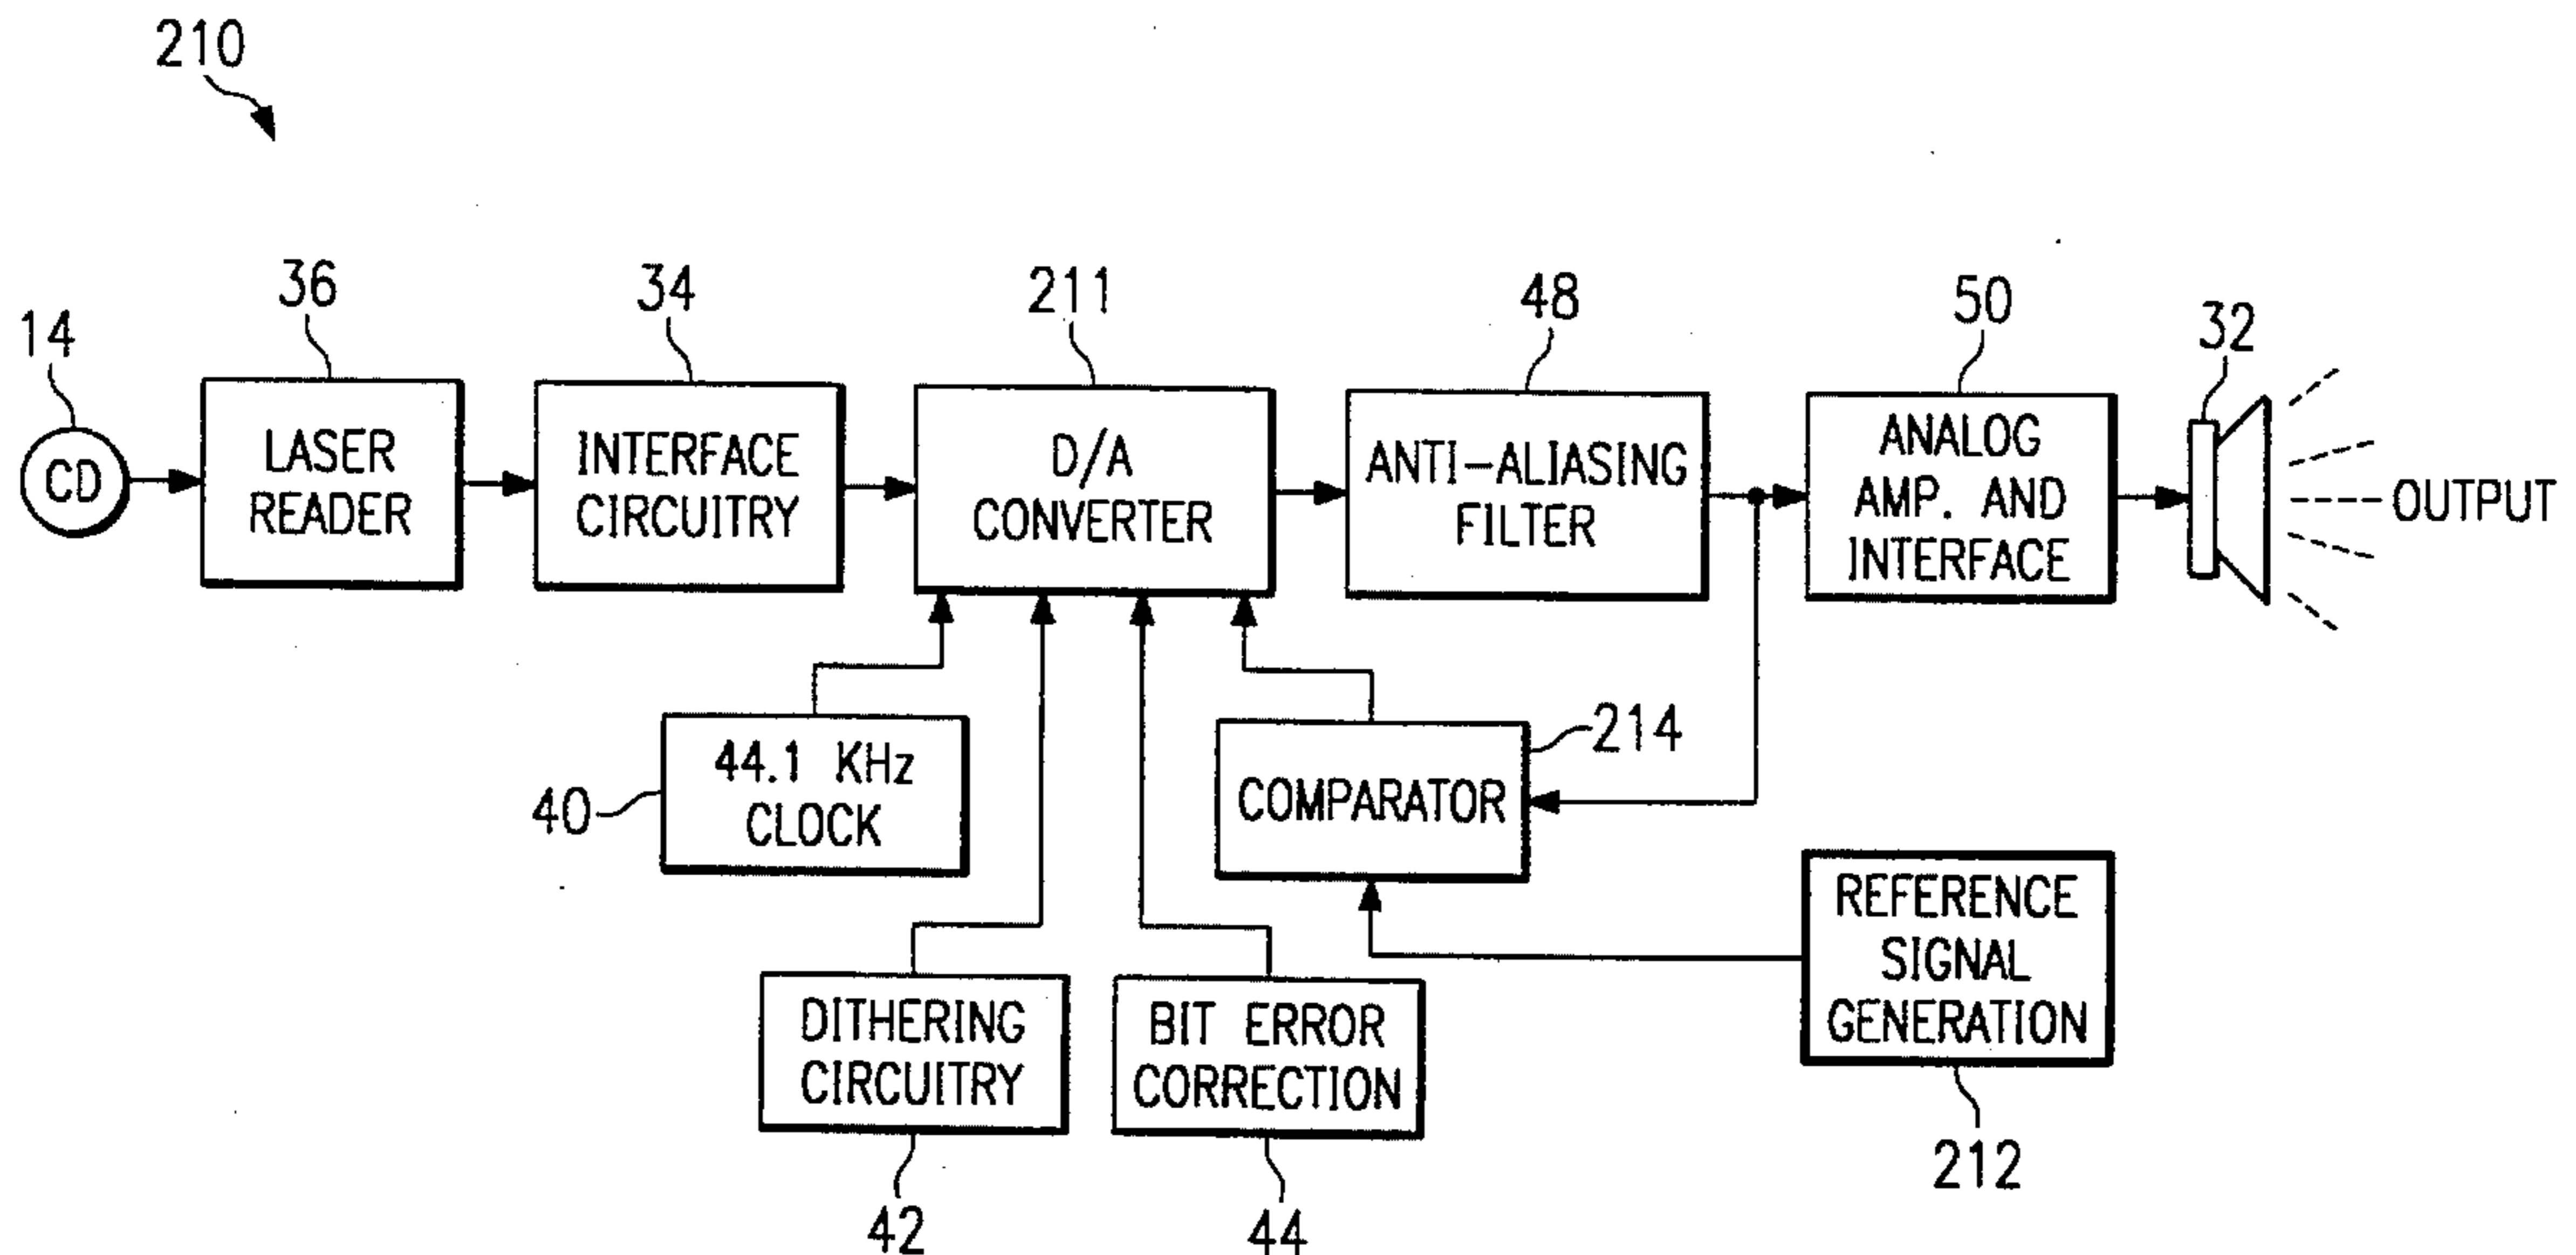 210
14
36
34
211
48
50
32
CD
LASER
READER
INTERFACE
CIRCUITRY
D/A
CONVERTER
ANTI-ALIASING
FILTER
ANALOG
AMP. AND
INTERFACE
OUTPUT
44.1 KHz
CLOCK
40
COMPARATOR
214
DITHERING
CIRCUITRY
42
BIT ERROR
CORRECTION
44
REFERENCE
SIGNAL
GENERATION
212